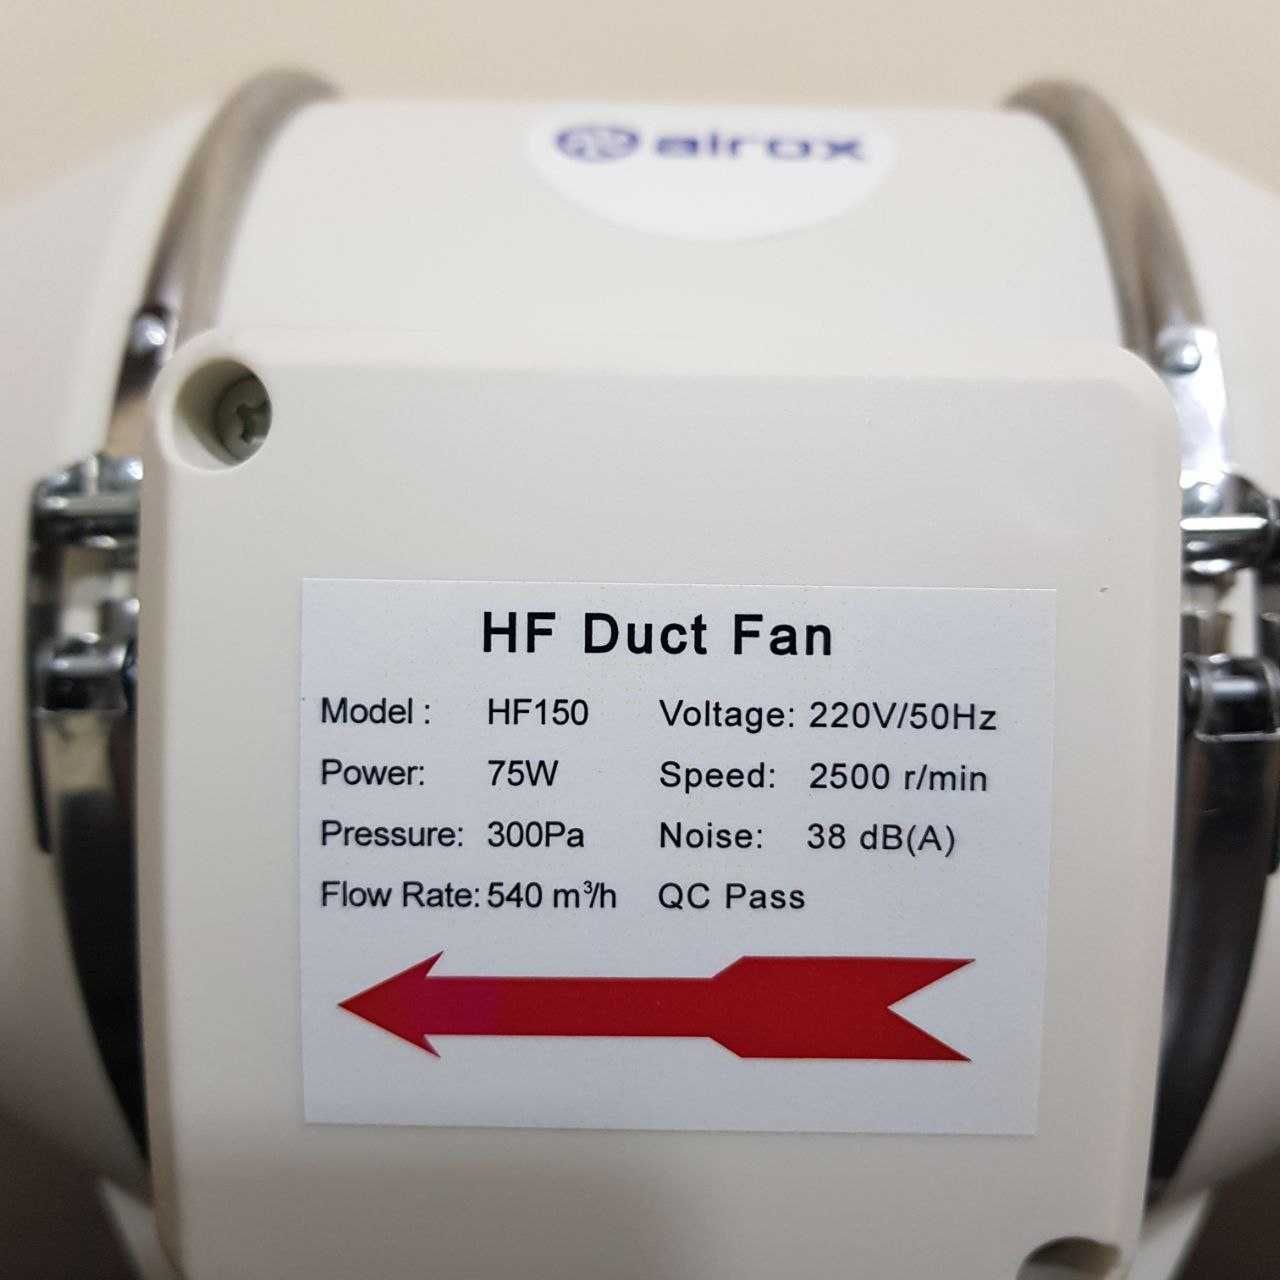 airox
HF Duct Fan
Model : HF150 Voltage: 220V/50Hz
Power: 75W Speed: 2500 r/min
Pressure: 300Pa Noise: 38 dB(A)
Flow Rate: 540 m³/h QC Pass